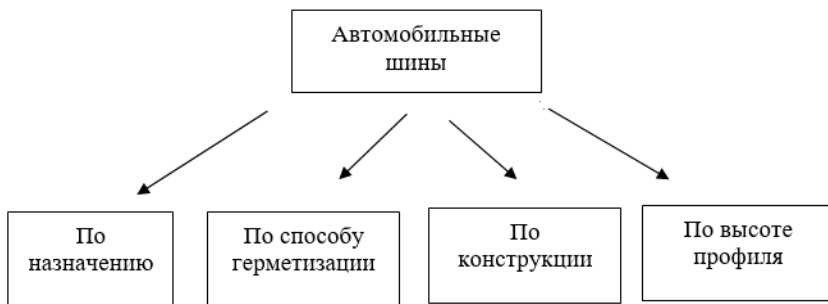 Автомобильные
шины
По
назначению
По способу
герметизации
По
конструкции
По высоте
профиля